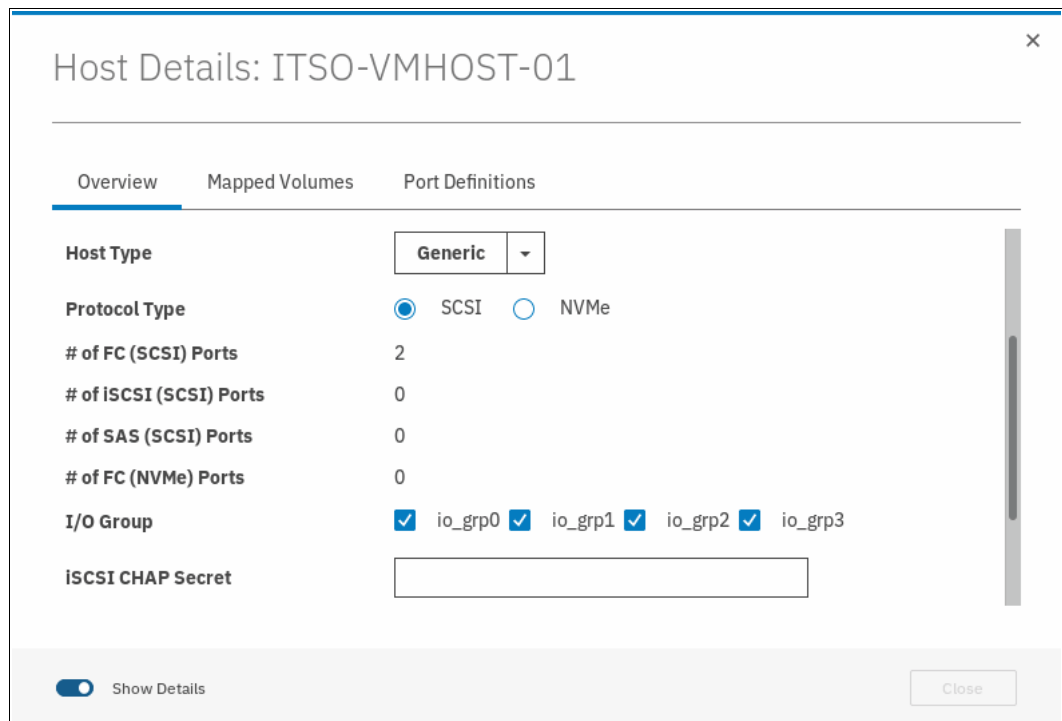 Host Details: ITSO-VMHOST-01
Overview Mapped Volumes Port Definitions
Host Type Generic
Protocol Type SCSI NVMe
# of FC (SCSI) Ports 2
# of iSCSI (SCSI) Ports 0
# of SAS (SCSI) Ports 0
# of FC (NVMe) Ports 0
I/O Group io_grp0 io_grp1 io_grp2 io_grp3
iSCSI CHAP Secret
Show Details Close